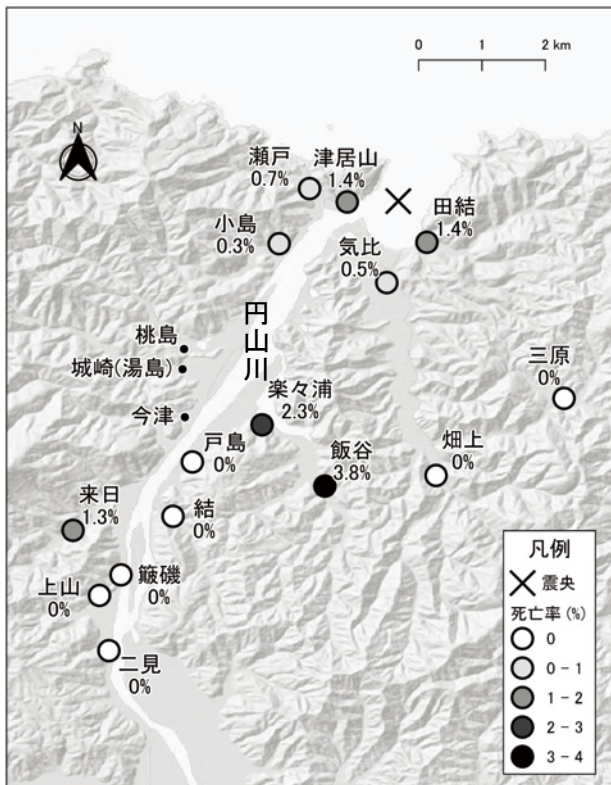 0 1 2 km
N
瀬戸
0.7%
津居山
1.4%
田結
1.4%
小島
0.3%
気比
0.5%
円山川
桃島
城崎(湯島)
今津
三原
0%
楽々浦
2.3%
戸島
0%
飯谷
3.8%
畑上
0%
来日
1.3%
結
0%
簸磯
0%
上山
0%
二見
0%
凡例
震央
死亡率(%)
0
0-1
1-2
2-3
3-4